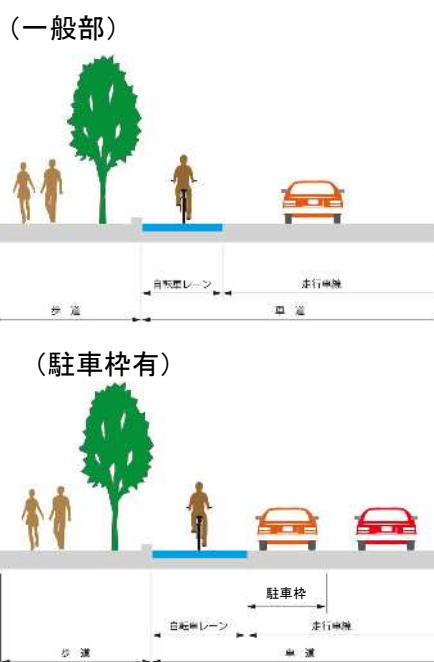 （一般部）
自転車レーン
走行車線
歩 道
車 道
（駐車枠有）
駐車枠
自転車レーン
走行車線
歩 道
車 道